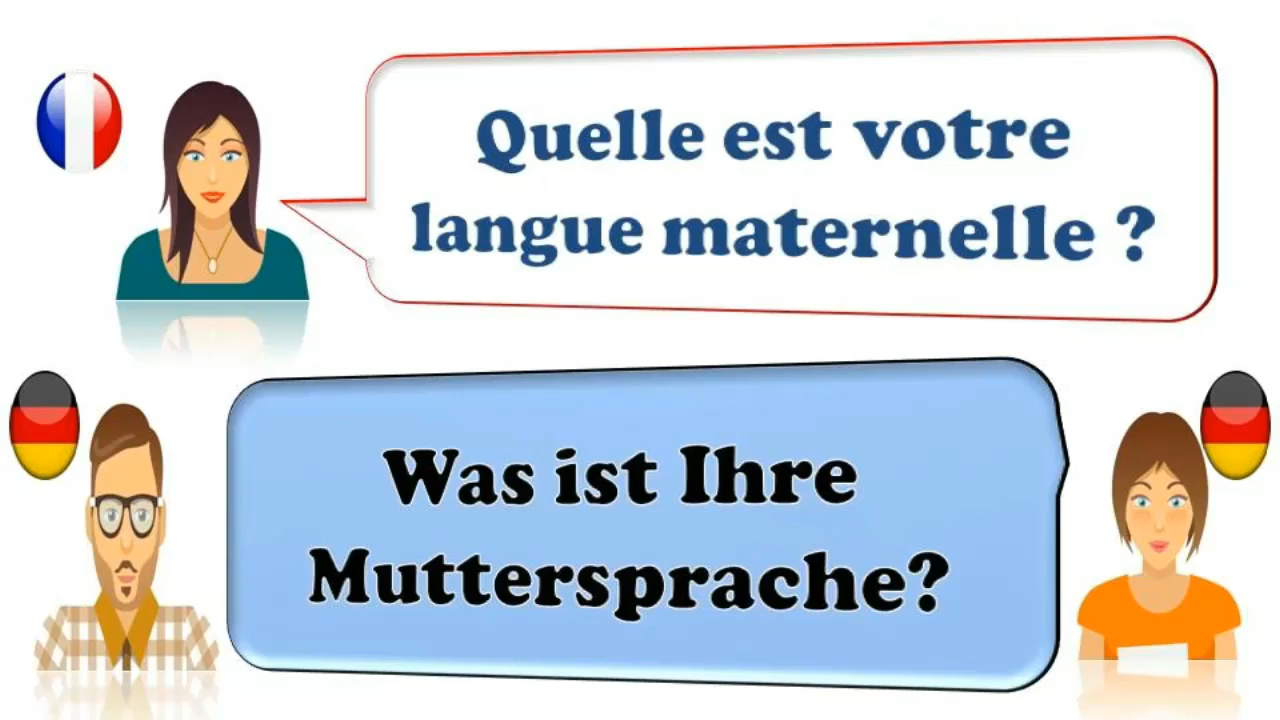 Quelle est votre
langue maternelle ?
Was ist Ihre
Muttersprache?